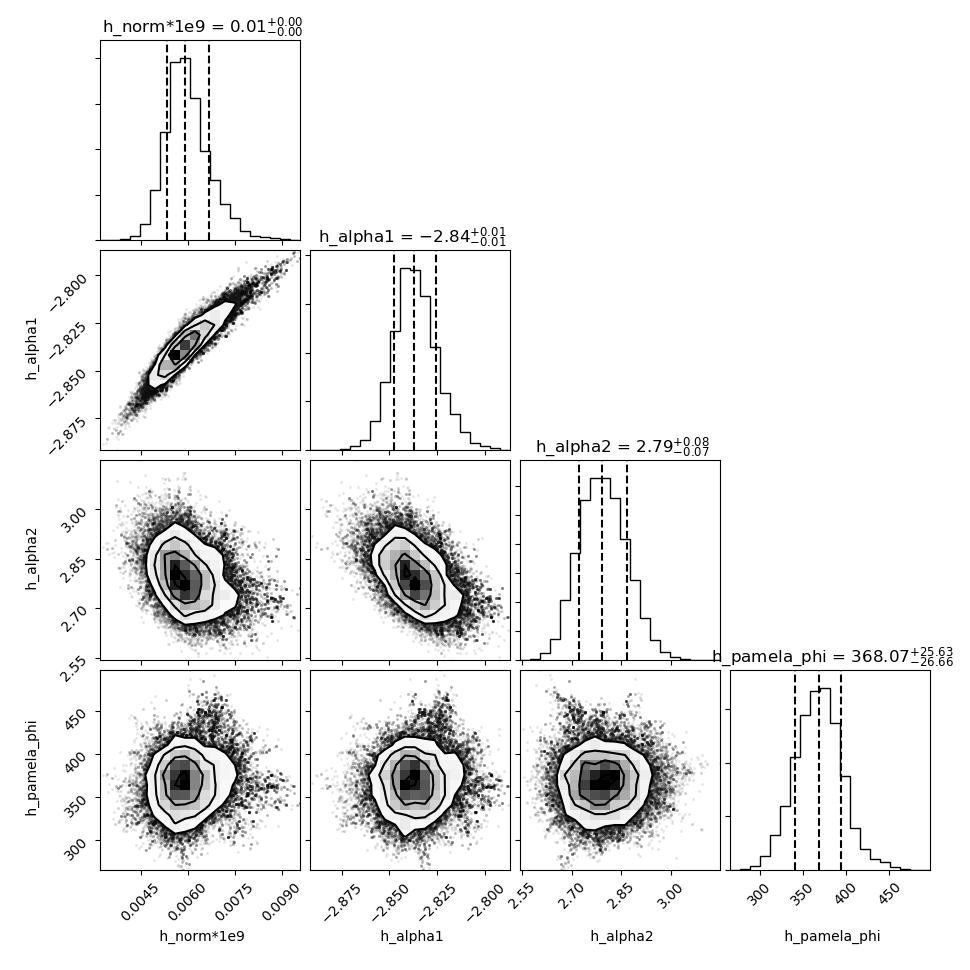 h_norm*1e9 = 0.01+0.00 −0.00
h_alpha1 = −2.84+0.01 −0.01
−2.800
−2.825
−2.850
−2.875
h_alpha1
h_alpha2 = 2.79+0.08 −0.07
3.00
2.85
2.70
2.55
h_alpha2
h_pamela_phi = 368.07+25.63 −26.66
450
400
350
300
h_pamela_phi
0.0045 0.0060 0.0075 0.0090
h_norm*1e9
−2.875 −2.850 −2.825 −2.800
h_alpha1
2.55 2.70 2.85 3.00
h_alpha2
300 350 400 450
h_pamela_phi